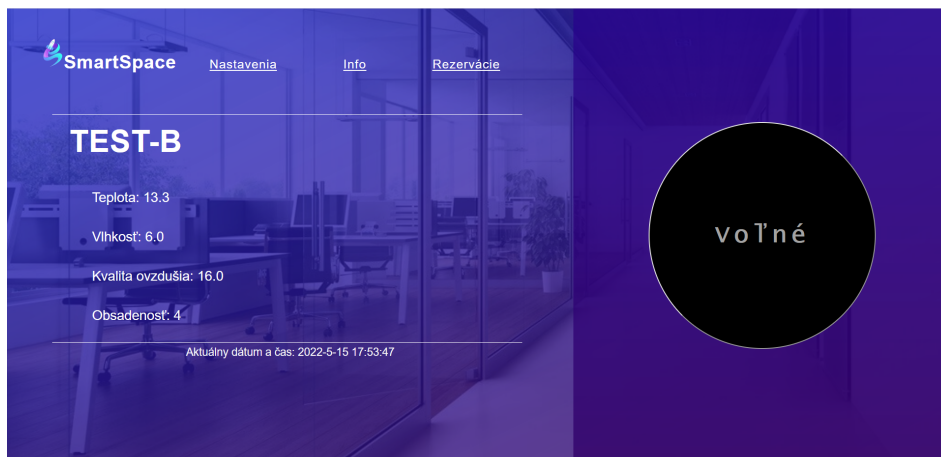 SmartSpace Nastavenia Info Rezervácie
TEST-B
Teplota: 13.3
Vlhkosť: 6.0
Kvalita ovzdušia: 16.0
Obsadenosť: 4
Aktuálny dátum a čas: 2022-5-15 17:53:47
voľné